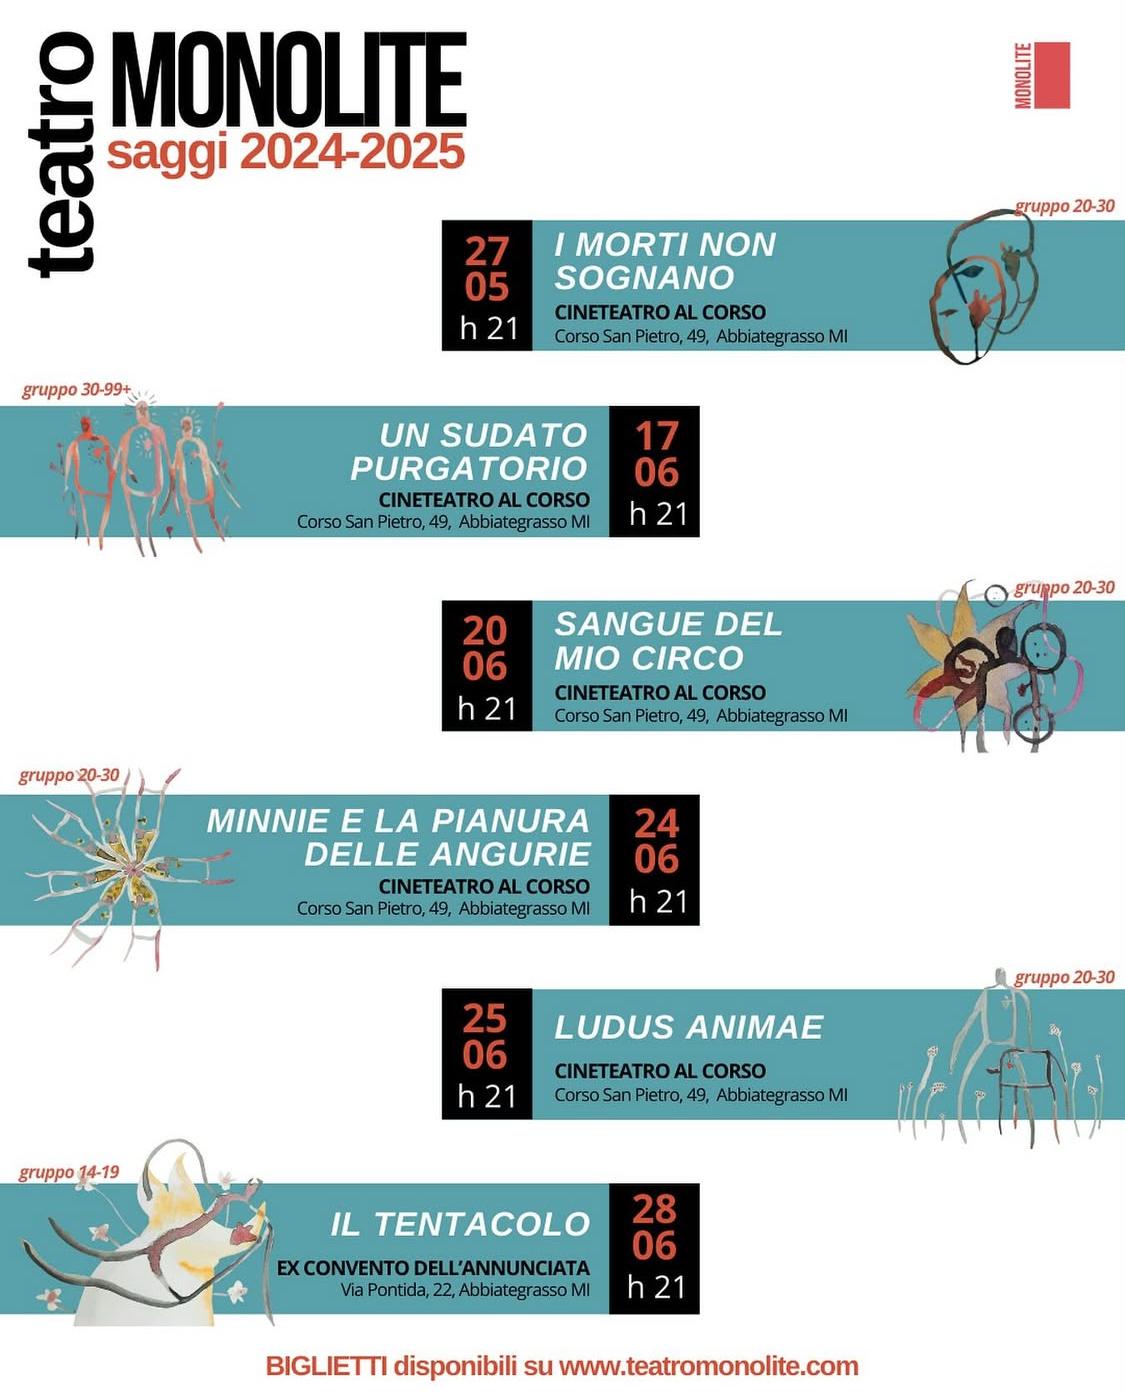 teatro
MONOLITE
saggi 2024-2025
MONOLITE
gruppo 20-30
27
05
h 21
I MORTI NON
SOGNANO
CINETEATRO AL CORSO
Corso San Pietro, 49, Abbiategrasso MI
gruppo 30-99+
UN SUDATO
PURGATORIO
CINETEATRO AL CORSO
Corso San Pietro, 49, Abbiategrasso MI
17
06
h 21
gruppo 20-30
20
06
h 21
SANGUE DEL
MIO CIRCO
CINETEATRO AL CORSO
Corso San Pietro, 49, Abbiategrasso MI
gruppo 20-30
MINNIE E LA PIANURA
DELLE ANGURIE
CINETEATRO AL CORSO
Corso San Pietro, 49, Abbiategrasso MI
24
06
h 21
gruppo 20-30
25
06
h 21
LUDUS ANIMAE
CINETEATRO AL CORSO
Corso San Pietro, 49, Abbiategrasso MI
gruppo 14-19
IL TENTACOLO
EX CONVENTO DELL'ANNUNCIATA
Via Pontida, 22, Abbiategrasso MI
28
06
h 21
BIGLIETTI disponibili su www.teatromonolite.com